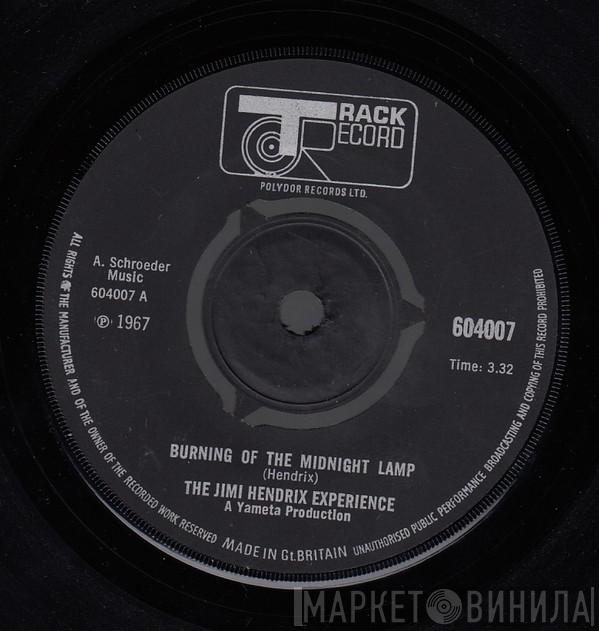 TRACK
RECORD
POLYDOR RECORDS LTD.
A. Schroeder
Music
604007 A
℗ 1967
604007
Time: 3.32
BURNING OF THE MIDNIGHT LAMP
(Hendrix)
THE JIMI HENDRIX EXPERIENCE
A Yameta Production
ALL RIGHTS OF THE MANUFACTURER AND OF THE OWNER OF THE RECORDED WORK RESERVED
MADE IN Gt.BRITAIN
UNAUTHORISED PUBLIC PERFORMANCE BROADCASTING AND COPYING OF THIS RECORD PROHIBITED
МАРКЕТ ВИНИЛА